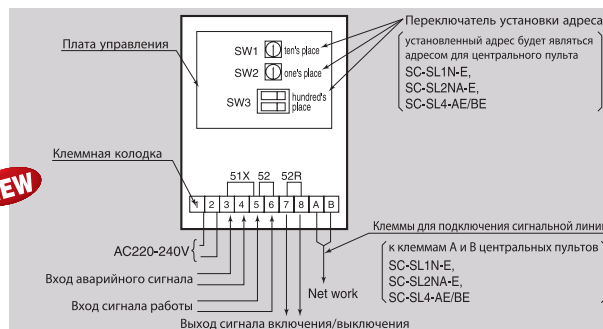 Переключатель установки адреса
Плата управления
SW1 ten's place
SW2 one's place
SW3 hundred's place
установленный адрес будет являться
адресом для центрального пульта
SC-SL1N-E,
SC-SL2NA-E,
SC-SL4-AE/BE
Клеммная колодка
51X 52 52R
1 2 3 4 5 6 7 8 A B
AC220-240V
Вход аварийного сигнала
Вход сигнала работы
Выход сигнала включения/выключения
Net work
Клеммы для подключения сигнальной лини
к клеммам А и В центральных пультов
SC-SL1N-E,
SC-SL2NA-E,
SC-SL4-AE/BE
EW